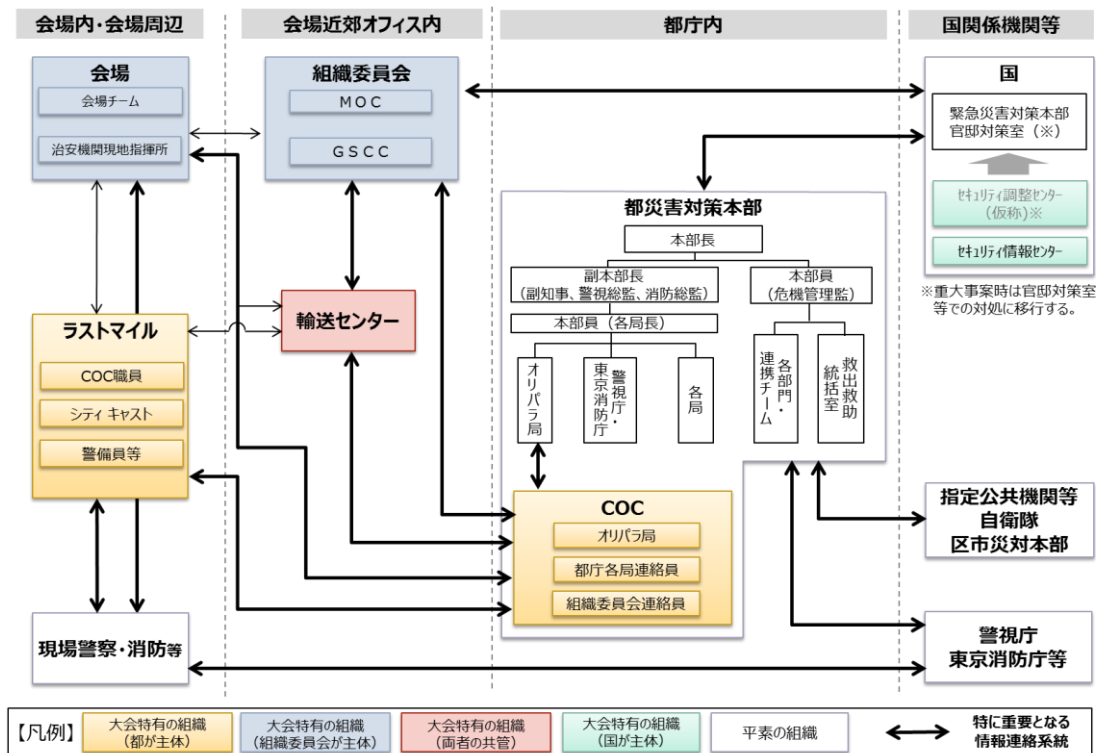 会場内・会場周辺
会場近郊オフィス内
都庁内
国関係機関等
会場
会場チーム
治安機関現地指揮所
組織委員会
ＭＯＣ
ＧＳＣＣ
国
緊急災害対策本部
官邸対策室（※）
セキュリティ調整センター
(仮称)※
セキュリティ情報センター
※重大事案時は官邸対策室
等での対処に移行する。
都災害対策本部
本部長
副本部長
（副知事、警視総監、消防総監）
本部員
（危機管理監）
本部員（各局長）
オリパラ局
警視庁・
東京消防庁
各局
各部門・
連携チーム
救出救助
統括室
輸送センター
ラストマイル
COC職員
シティ キャスト
警備員等
COC
オリパラ局
都庁各局連絡員
組織委員会連絡員
指定公共機関等
自衛隊
区市災対本部
現場警察・消防等
警視庁
東京消防庁等
【凡例】
大会特有の組織
（都が主体）
大会特有の組織
（組織委員会が主体）
大会特有の組織
（両者の共管）
大会特有の組織
（国が主体）
平素の組織
特に重要となる
情報連絡系統